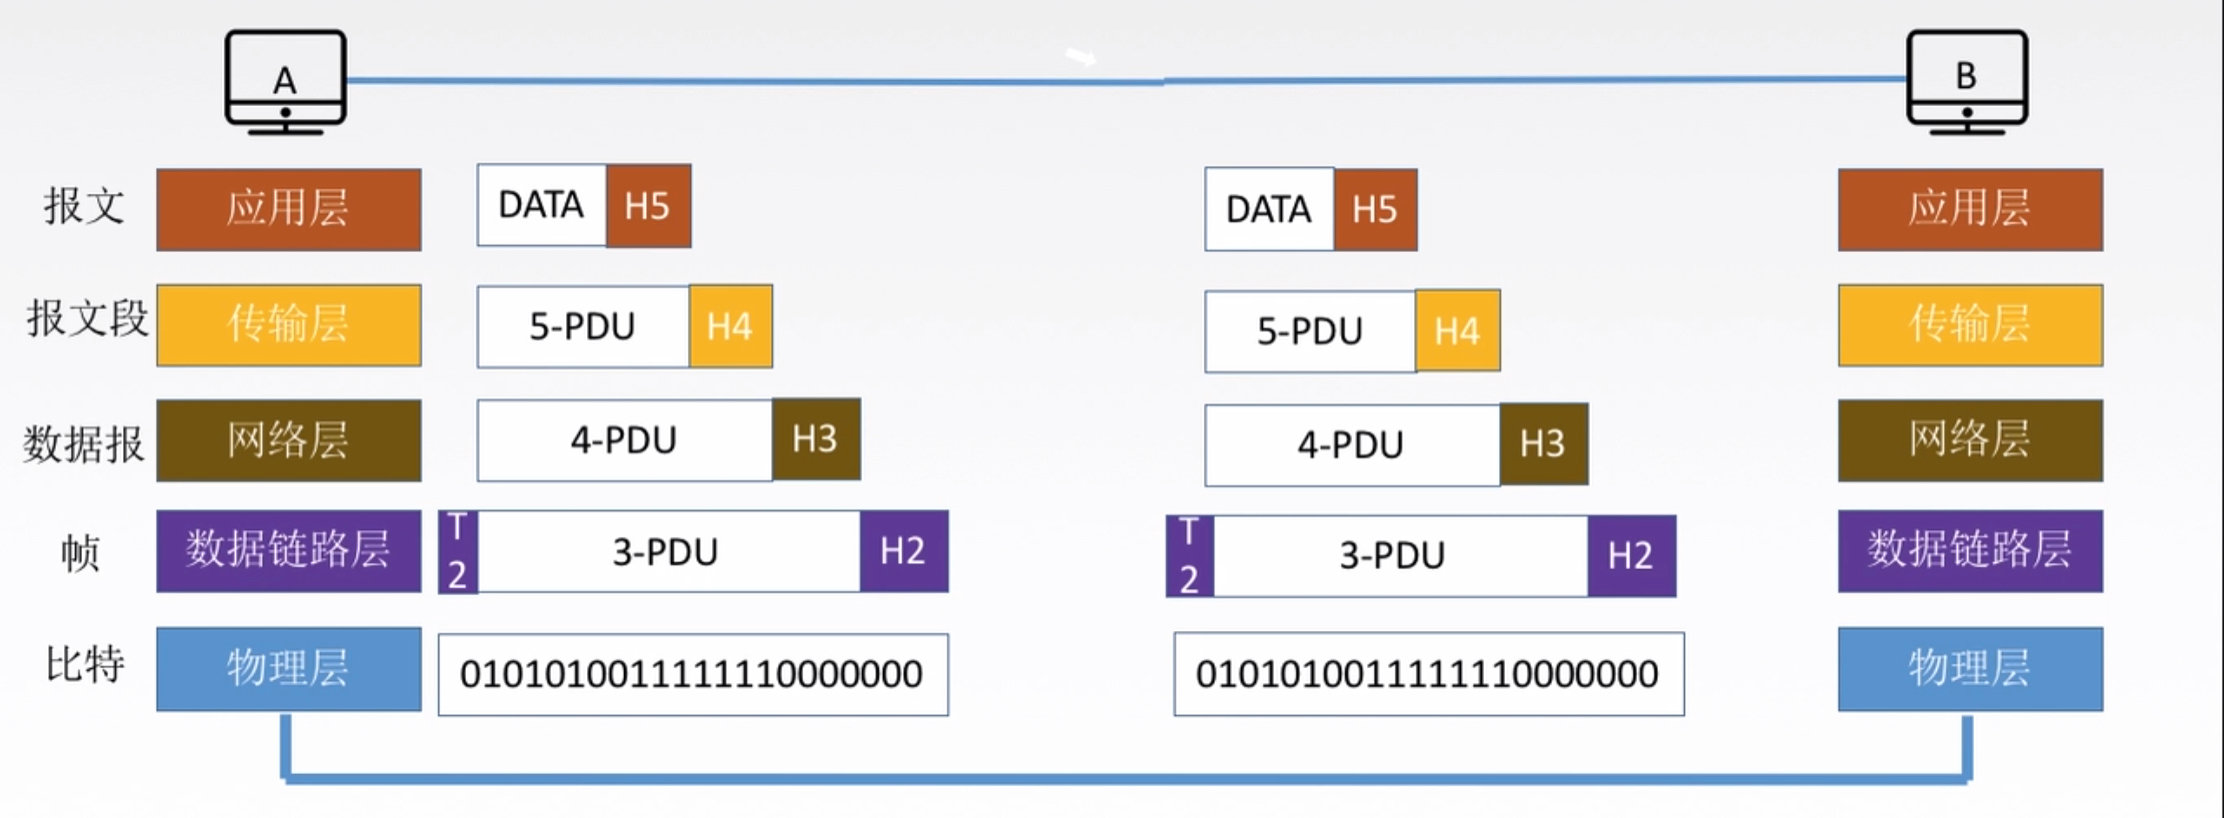 A
B
报文
应用层
DATA
H5
DATA
H5
应用层
报文段
传输层
5-PDU
H4
5-PDU
H4
传输层
数据报
网络层
4-PDU
H3
4-PDU
H3
网络层
帧
数据链路层
T
2
3-PDU
H2
T
2
3-PDU
H2
数据链路层
比特
物理层
0101010011111110000000
0101010011111110000000
物理层